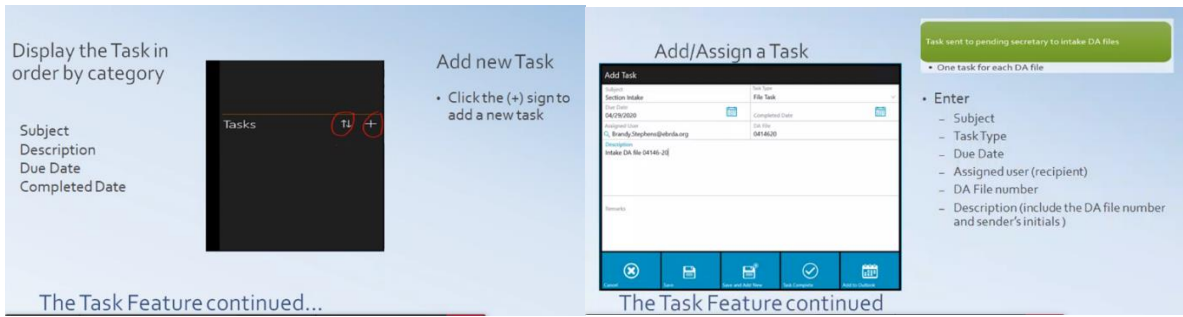 Display the Task in
order by category
Subject
Description
Due Date
Completed Date
Tasks
Add new Task
• Click the (+) sign to
add a new task
The Task Feature continued...
Add/Assign a Task
Add Task
Subject
Section Intake
Task Type
File Task
Due Date
04/29/2020
Completed Date
Assigned User
Brandy.Stephens@ebrda.org
DA File
0414620
Description
Intake DA file 04146-20
Remarks
Cancel
Save
Save and Add New
Task Complete
Add to Outlook
Task sent to pending secretary to intake DA files
• One task for each DA file
• Enter
– Subject
– Task Type
– Due Date
– Assigned user (recipient)
– DA File number
– Description (include the DA file number
and sender's initials )
The Task Feature continued